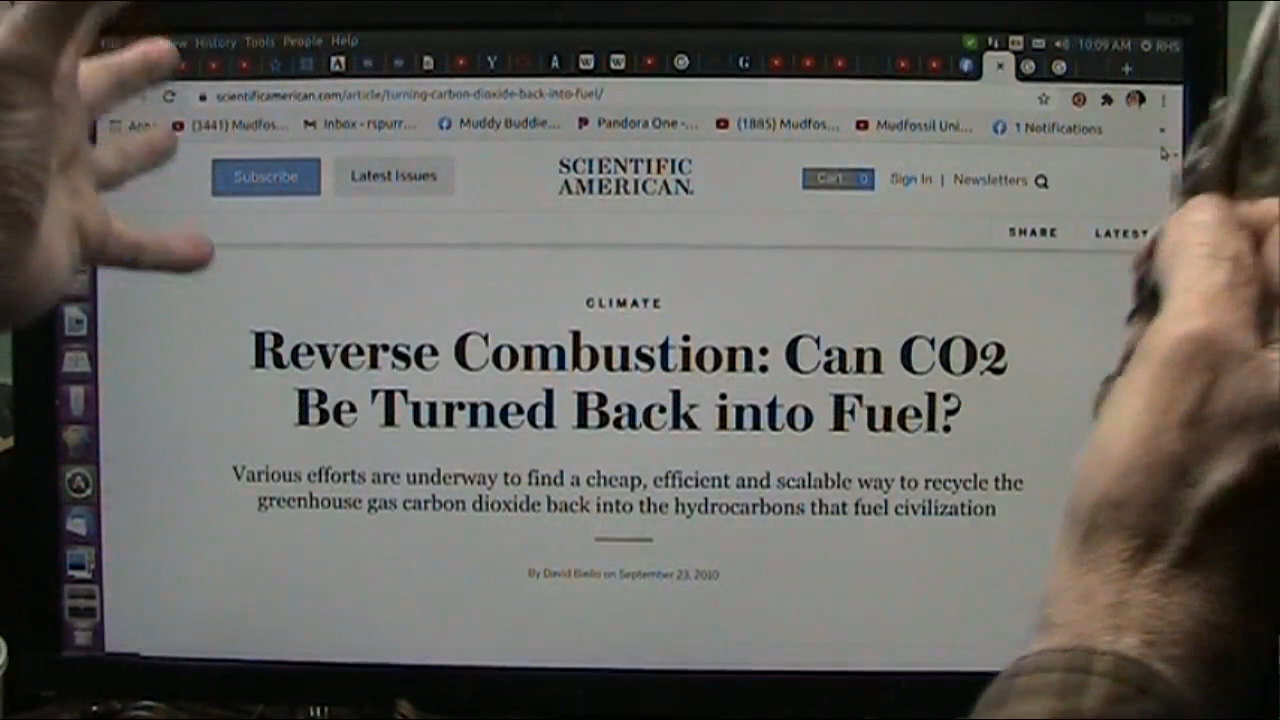 History Tools People Help
10:09 AM RHS
scientificamerican.com/article/turning-carbon-dioxide-back-into-fuel/
(3441) Mudfos... Inbox - rspurr... Muddy Buddie... Pandora One -... (1885) Mudfos... Mudfossil Uni... 1 Notifications
Subscribe Latest Issues SCIENTIFIC AMERICAN. Cart 0 Sign In | Newsletters
SHARE LATEST
CLIMATE
Reverse Combustion: Can CO2
Be Turned Back into Fuel?
Various efforts are underway to find a cheap, efficient and scalable way to recycle the
greenhouse gas carbon dioxide back into the hydrocarbons that fuel civilization
By David Biello on September 23, 2010